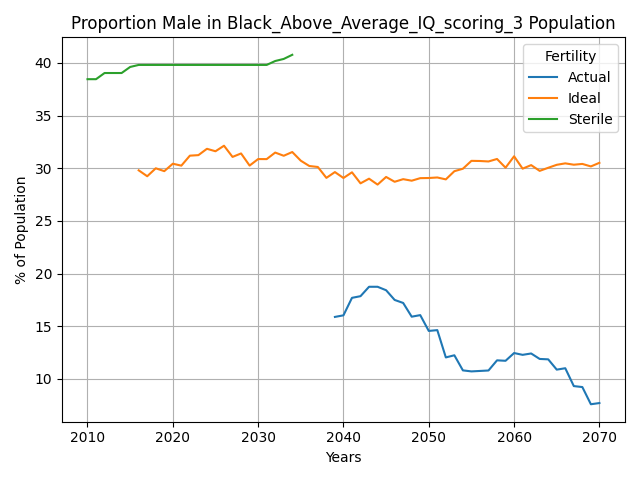 Proportion Male in Black_Above_Average_IQ_scoring_3 Population
Fertility
Actual
Ideal
Sterile
% of Population
40
35
30
25
20
15
10
2010 2020 2030 2040 2050 2060 2070
Years